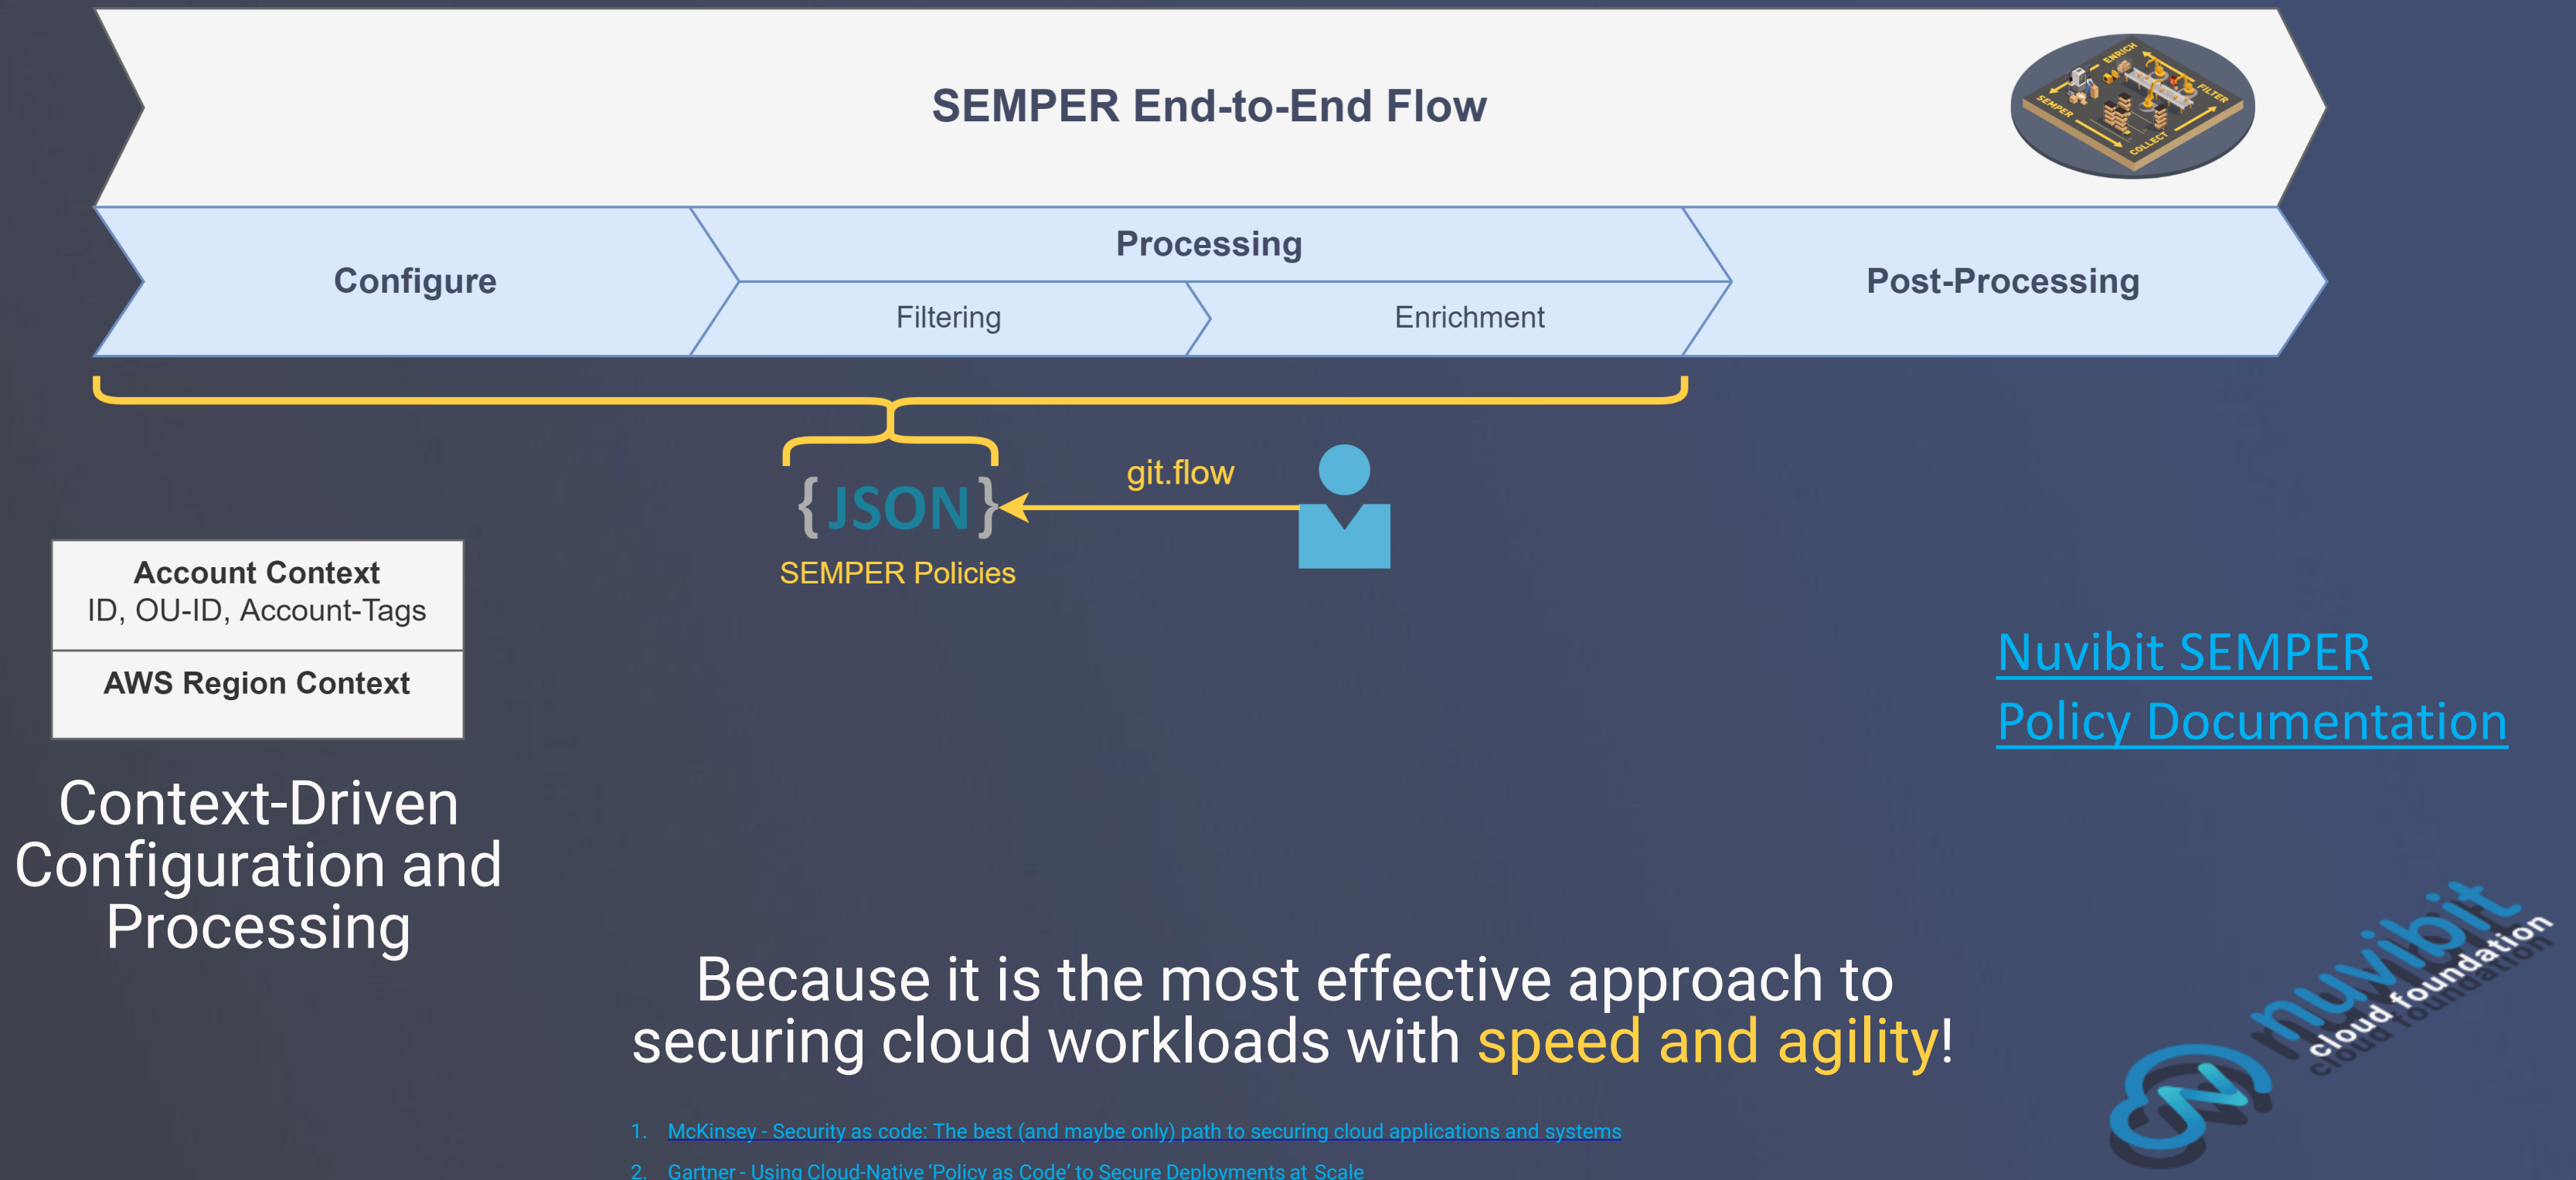 SEMPER End-to-End Flow
ENRICH
FILTER
SEMPER
COLLECT
Configure
Processing
Filtering
Enrichment
Post-Processing
git.flow
{JSON}
SEMPER Policies
Account Context
ID, OU-ID, Account-Tags
AWS Region Context
Nuvibit SEMPER
Policy Documentation
Context-Driven
Configuration and
Processing
Because it is the most effective approach to
securing cloud workloads with speed and agility!
nuvibit
cloud foundation
1. McKinsey - Security as code: The best (and maybe only) path to securing cloud applications and systems
2. Gartner - Using Cloud-Native ‘Policy as Code’ to Secure Deployments at Scale